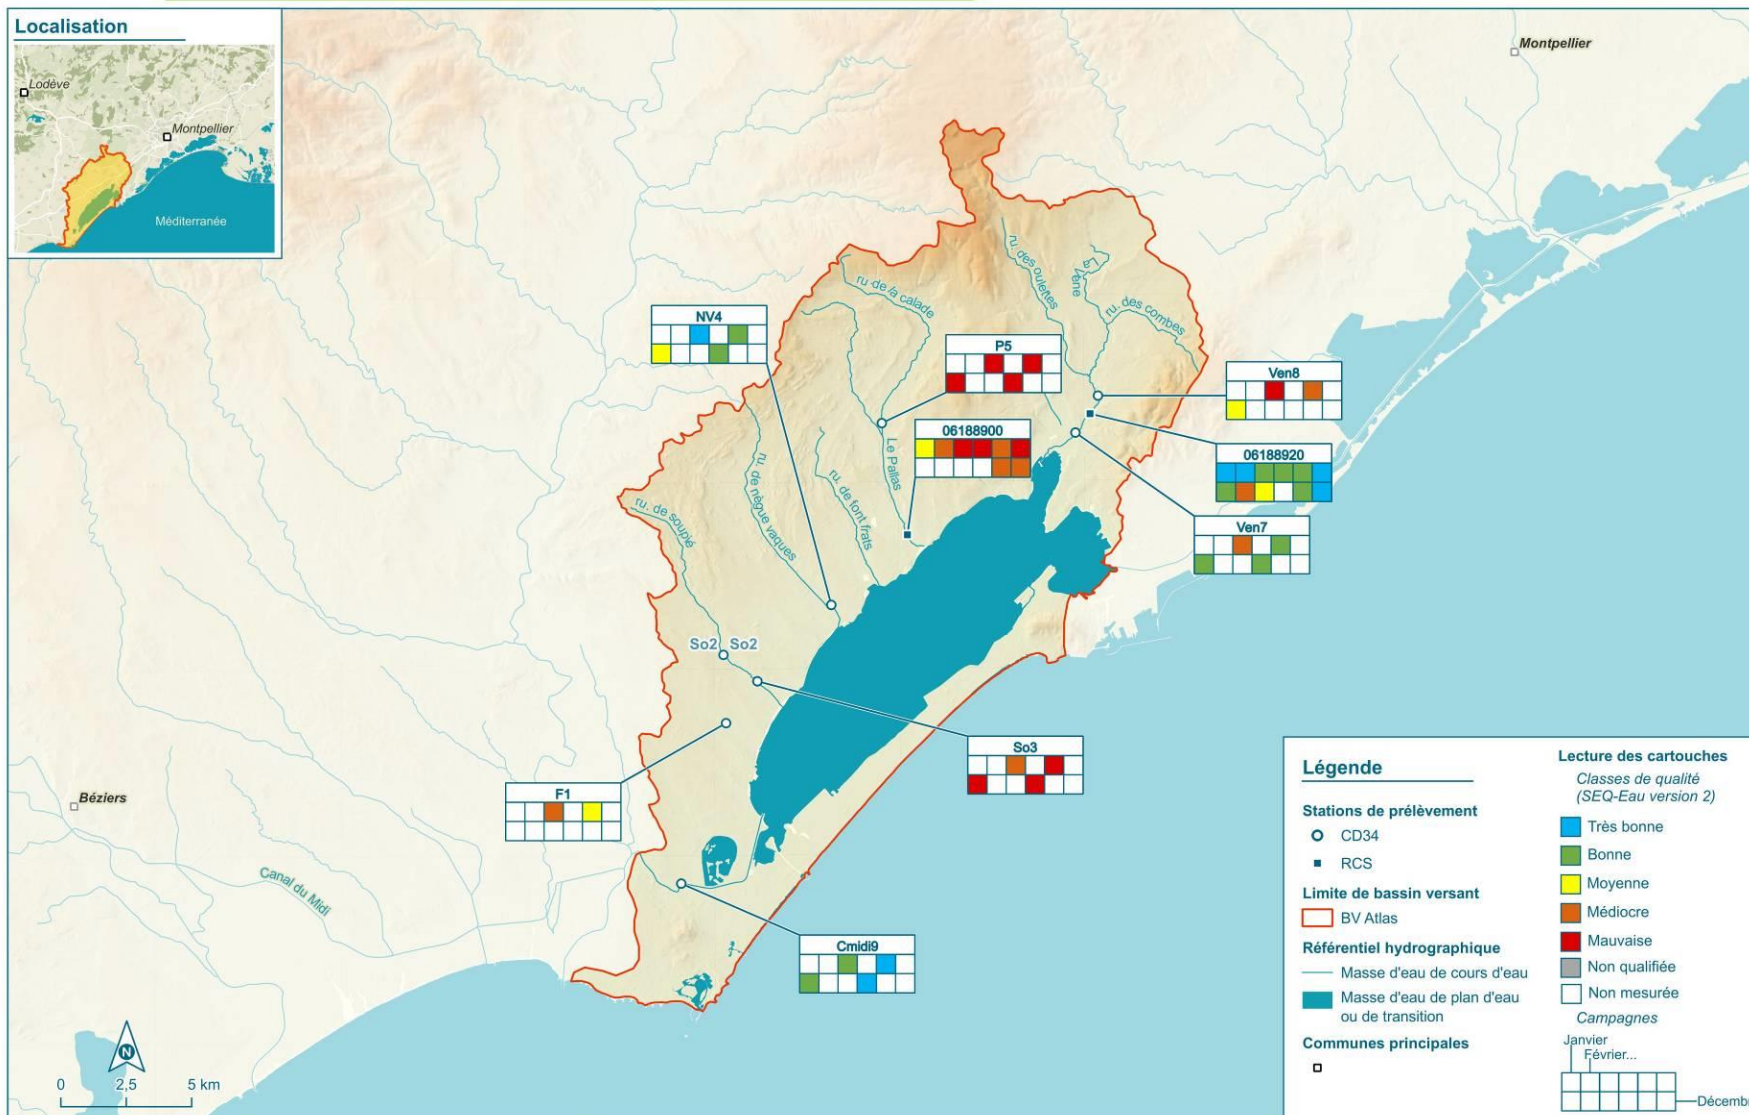 Localisation
Lodève
Montpellier
Méditerranée
Montpellier
ru. des oulettes
La Vène
ru. des combes
ru de la calade
NV4
P5
Ven8
06188900
06188920
Le Pallas
ru. de nègue vaques
ru. de font frats
ru. de soupié
Ven7
So2 So2
So3
F1
Béziers
Canal du Midi
Cmidi9
N
0 2,5 5 km
Légende
Stations de prélèvement
CD34
RCS
Limite de bassin versant
BV Atlas
Référentiel hydrographique
Masse d'eau de cours d'eau
Masse d'eau de plan d'eau
ou de transition
Communes principales
Lecture des cartouches
Classes de qualité
(SEQ-Eau version 2)
Très bonne
Bonne
Moyenne
Médiocre
Mauvaise
Non qualifiée
Non mesurée
Campagnes
Janvier
Février...
Décemb